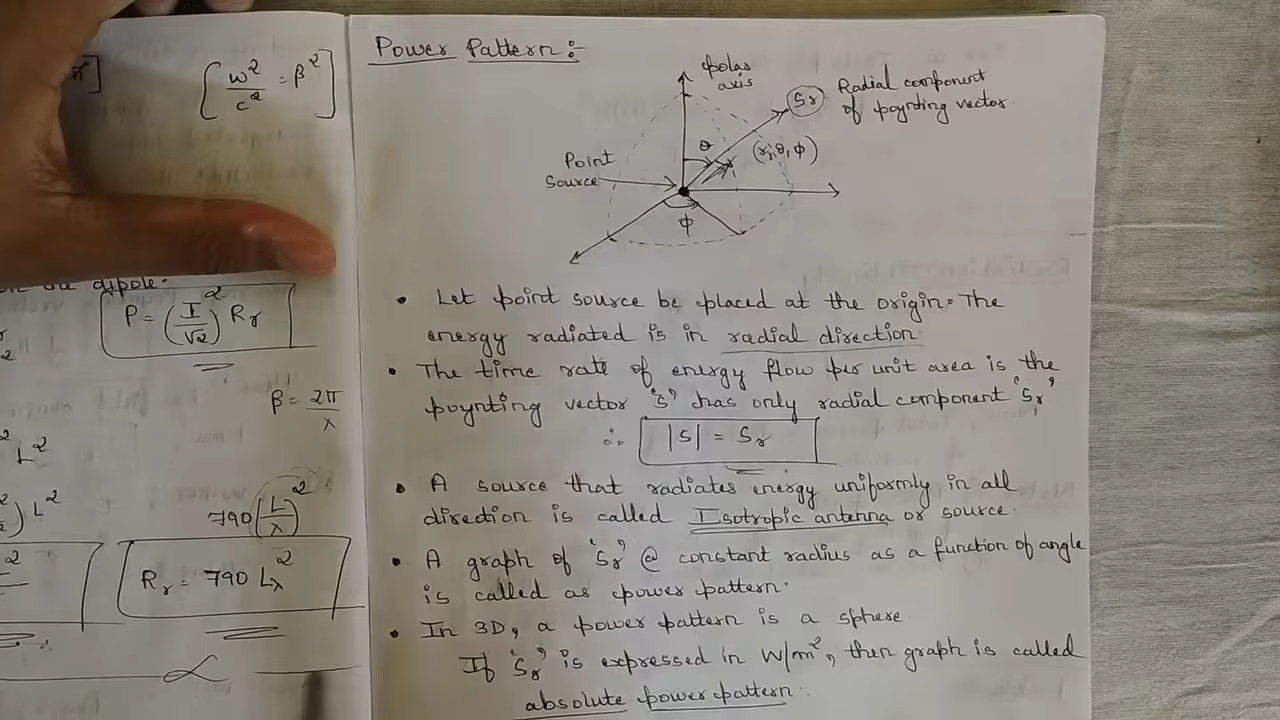 [ω²/c² = β²]
the dipole.
P = (I/√2)² Rr
β = 2π/λ
L²
) L²
790 (L/λ)²
Rr = 790 Lλ²
Power Pattern :-
polar
axis
Sr
Radial component
of poynting vector.
θ
(r, θ, φ)
Point
Source
φ
• Let point source be placed at the origin. The
energy radiated is in radial direction.
• The time rate of energy flow per unit area is the
poynting vector 'S' has only radial component 'Sr'
∴ |S| = Sr
• A source that radiates energy uniformly in all
direction is called Isotropic antenna or source.
• A graph of 'Sr' @ constant radius as a function of angle
is called as power pattern.
• In 3D, a power pattern is a sphere.
If 'Sr' is expressed in W/m², then graph is called
absolute power pattern.